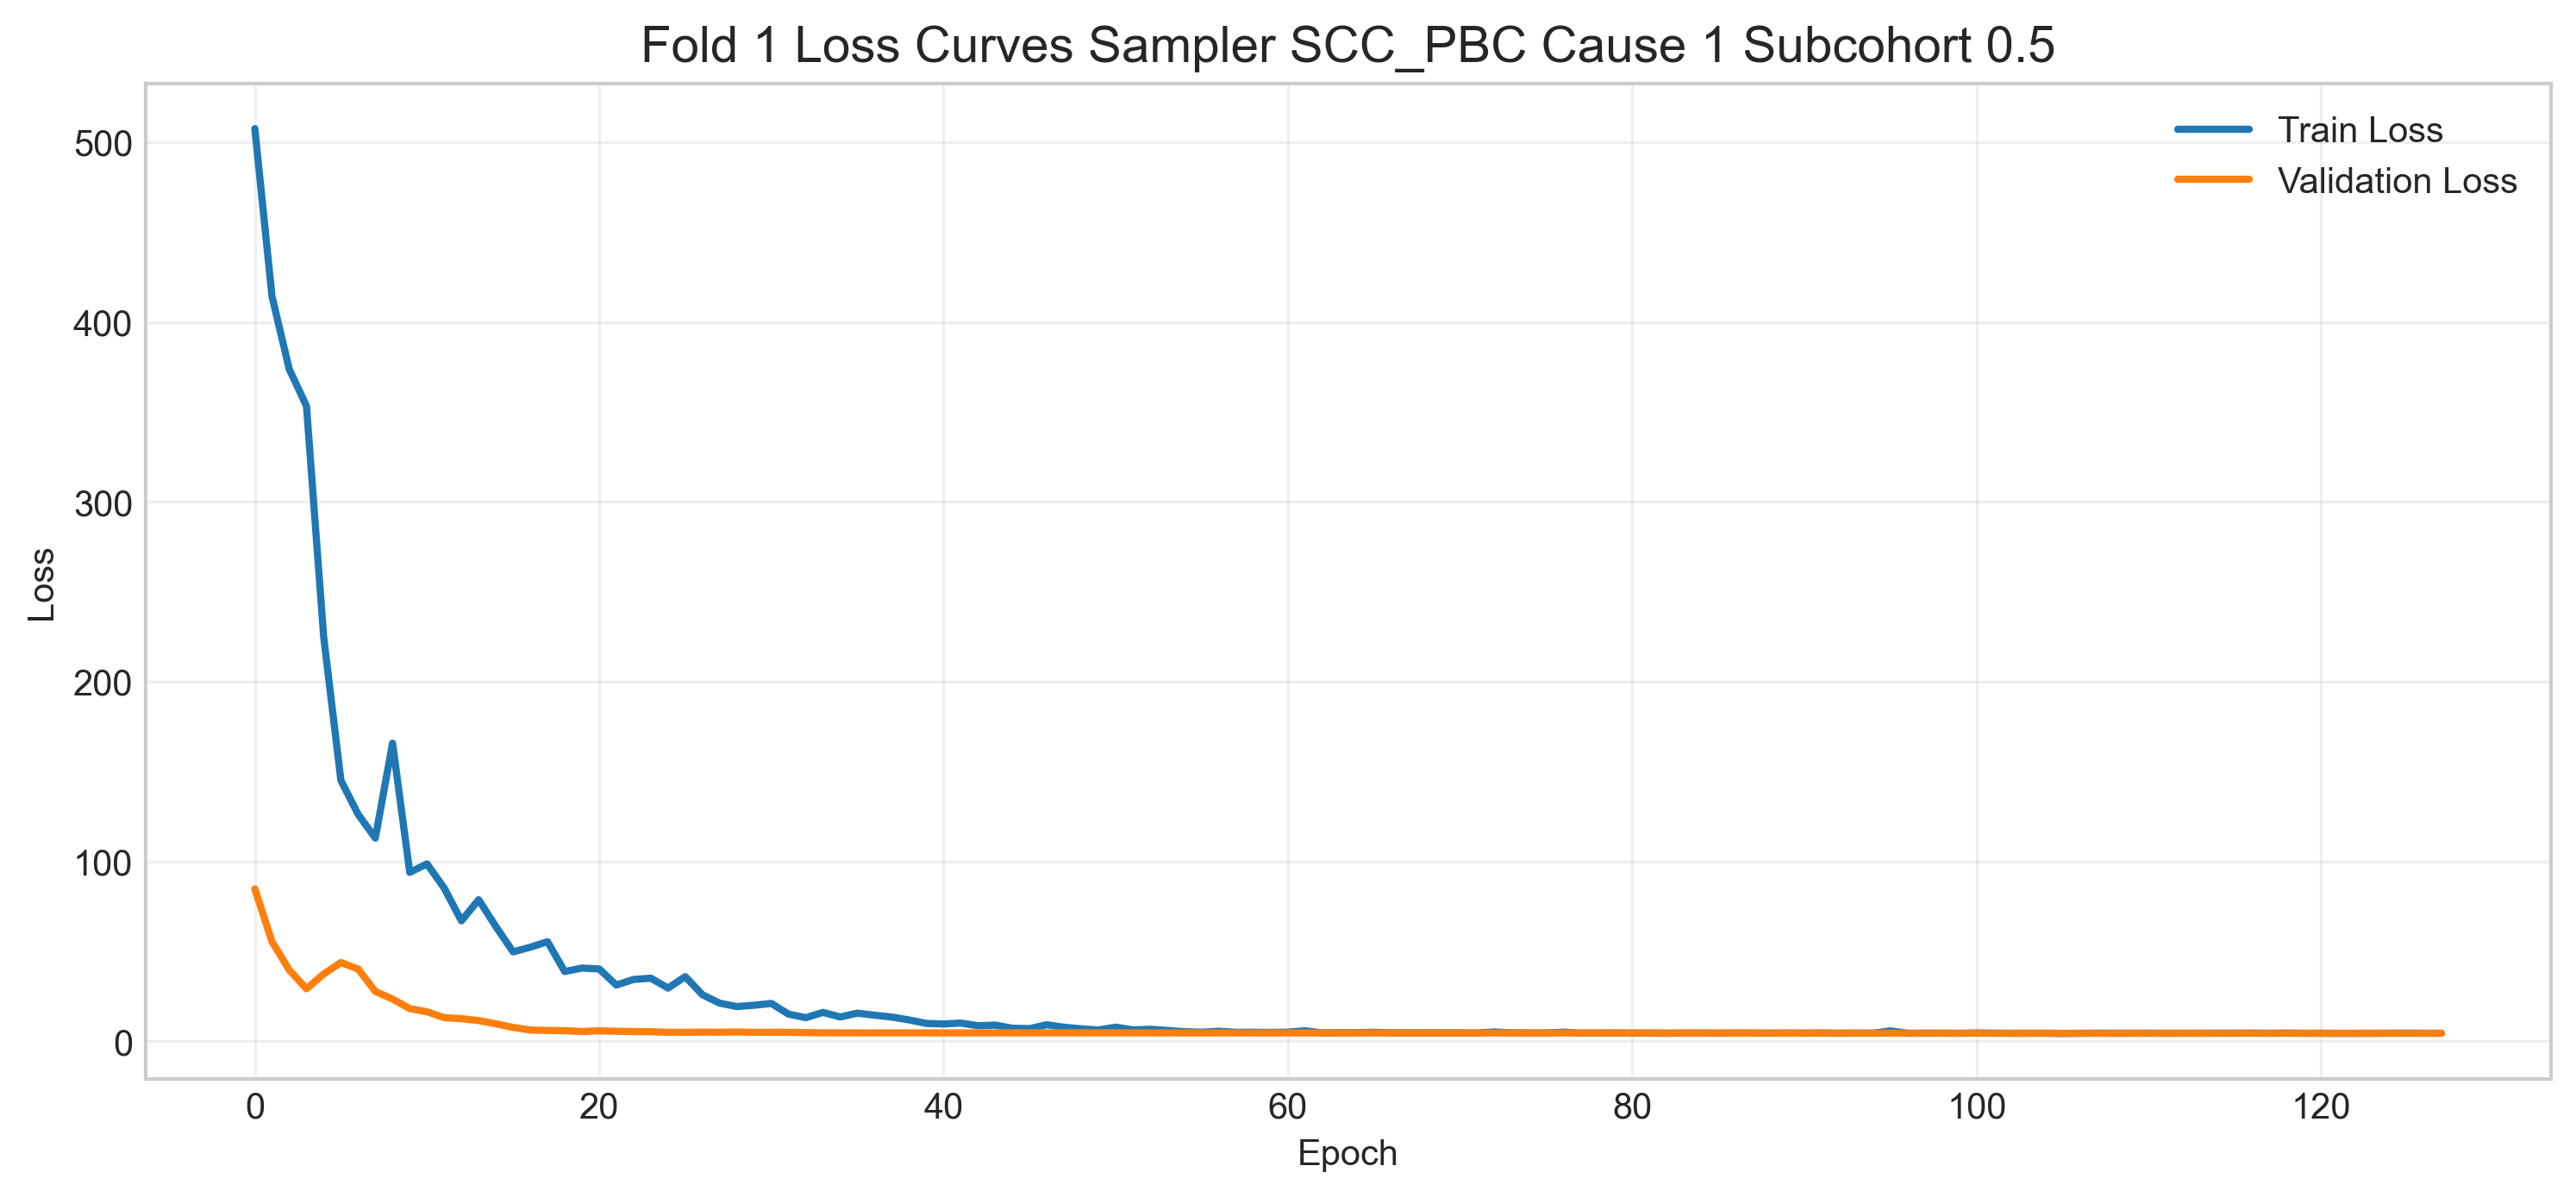 Fold 1 Loss Curves Sampler SCC_PBC Cause 1 Subcohort 0.5
Train Loss
Validation Loss
500
400
300
200
100
0
Loss
0 20 40 60 80 100 120
Epoch